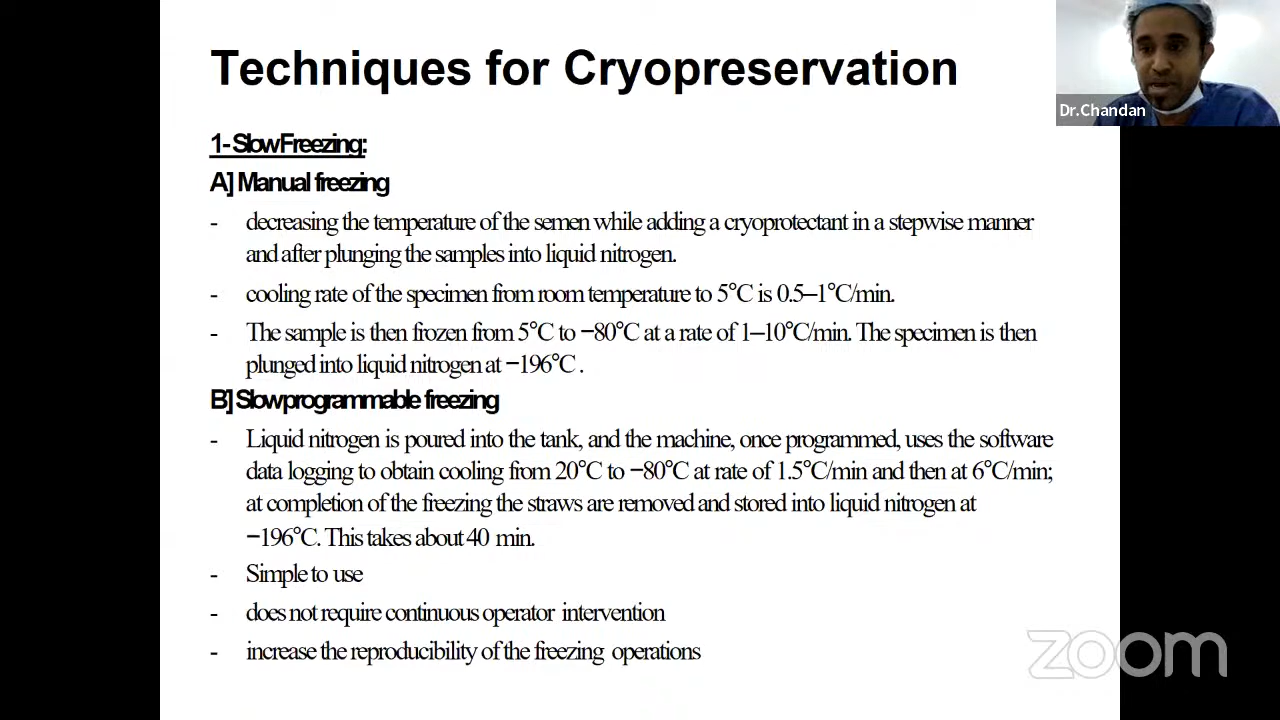 Techniques for Cryopreservation
Dr.Chandan
1- Slow Freezing:
A] Manual freezing
- decreasing the temperature of the semen while adding a cryoprotectant in a stepwise manner
and after plunging the samples into liquid nitrogen.
- cooling rate of the specimen from room temperature to 5°C is 0.5–1°C/min.
- The sample is then frozen from 5°C to −80°C at a rate of 1–10°C/min. The specimen is then
plunged into liquid nitrogen at −196°C .
B] Slow programmable freezing
- Liquid nitrogen is poured into the tank, and the machine, once programmed, uses the software
data logging to obtain cooling from 20°C to −80°C at rate of 1.5°C/min and then at 6°C/min;
at completion of the freezing the straws are removed and stored into liquid nitrogen at
−196°C. This takes about 40 min.
- Simple to use
- does not require continuous operator intervention
- increase the reproducibility of the freezing operations
zoom